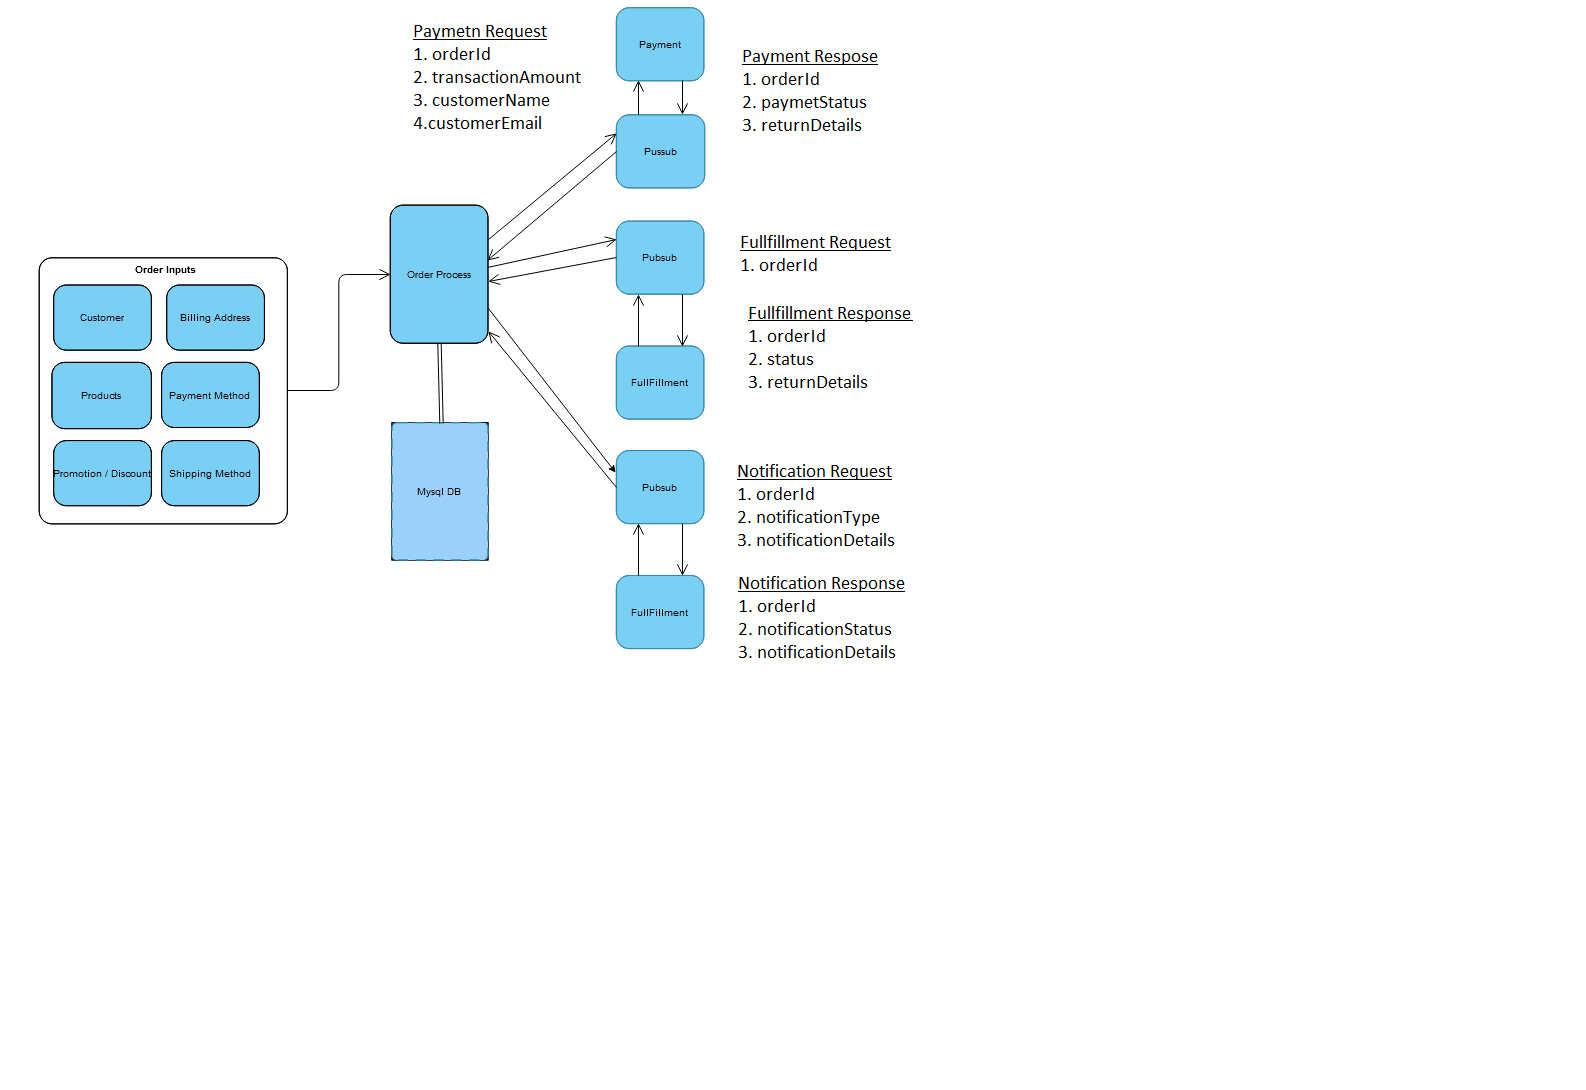 Paymetn Request
1. orderId
2. transactionAmount
3. customerName
4.customerEmail
Payment
Payment Respose
1. orderId
2. paymetStatus
3. returnDetails
Pussub
Order Process
Pubsub
Fullfillment Request
1. orderId
Fullfillment Response
1. orderId
2. status
3. returnDetails
FullFillment
Order Inputs
Customer
Billing Address
Products
Payment Method
Promotion / Discount
Shipping Method
Mysql DB
Pubsub
Notification Request
1. orderId
2. notificationType
3. notificationDetails
FullFillment
Notification Response
1. orderId
2. notificationStatus
3. notificationDetails